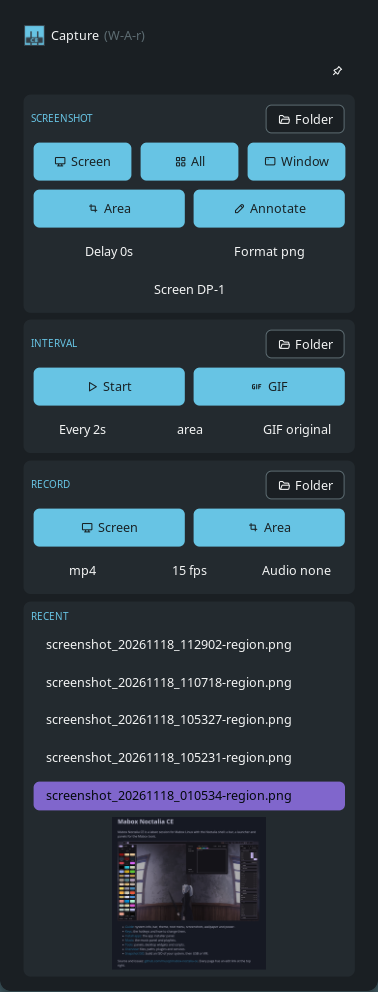 Capture (W-A-r)
SCREENSHOT
Folder
Screen
All
Window
Area
Annotate
Delay 0s
Format png
Screen DP-1
INTERVAL
Folder
Start
GIF GIF
Every 2s
area
GIF original
RECORD
Folder
Screen
Area
mp4
15 fps
Audio none
RECENT
screenshot_20261118_112902-region.png
screenshot_20261118_110718-region.png
screenshot_20261118_105327-region.png
screenshot_20261118_105231-region.png
screenshot_20261118_010534-region.png
Mabox Noctalia CE